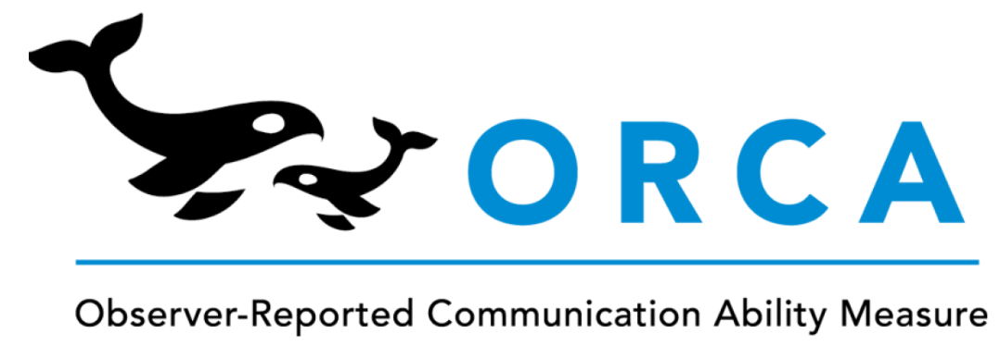 ORCA
Observer-Reported Communication Ability Measure